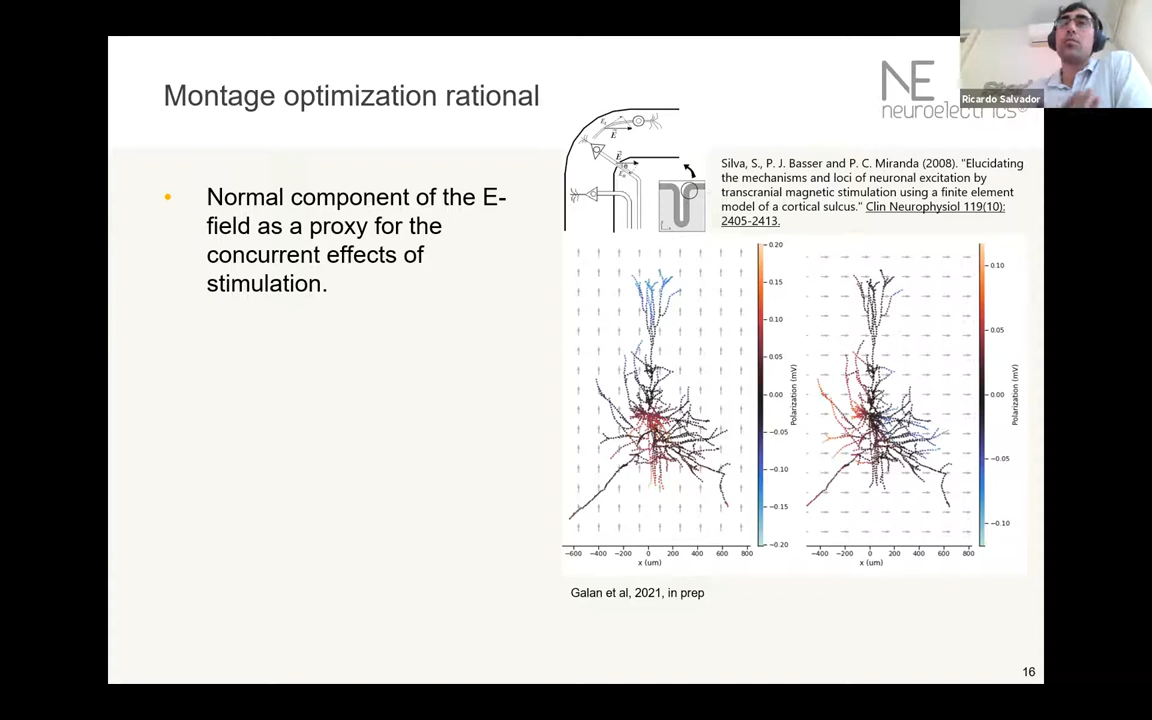 Montage optimization rational
NE
neuroelectrics®
Ricardo Salvador
• Normal component of the E-
field as a proxy for the
concurrent effects of
stimulation.
Silva, S., P. J. Basser and P. C. Miranda (2008). "Elucidating
the mechanisms and loci of neuronal excitation by
transcranial magnetic stimulation using a finite element
model of a cortical sulcus." Clin Neurophysiol 119(10):
2405-2413.
0.20
0.15
0.10
0.05
0.00
−0.05
−0.10
−0.15
−0.20
Polarization (mV)
−600 −400 −200 0 200 400 600 800
x (um)
0.10
0.05
0.00
−0.05
−0.10
Polarization (mV)
−400 −200 0 200 400 600 800
x (um)
Galan et al, 2021, in prep
16